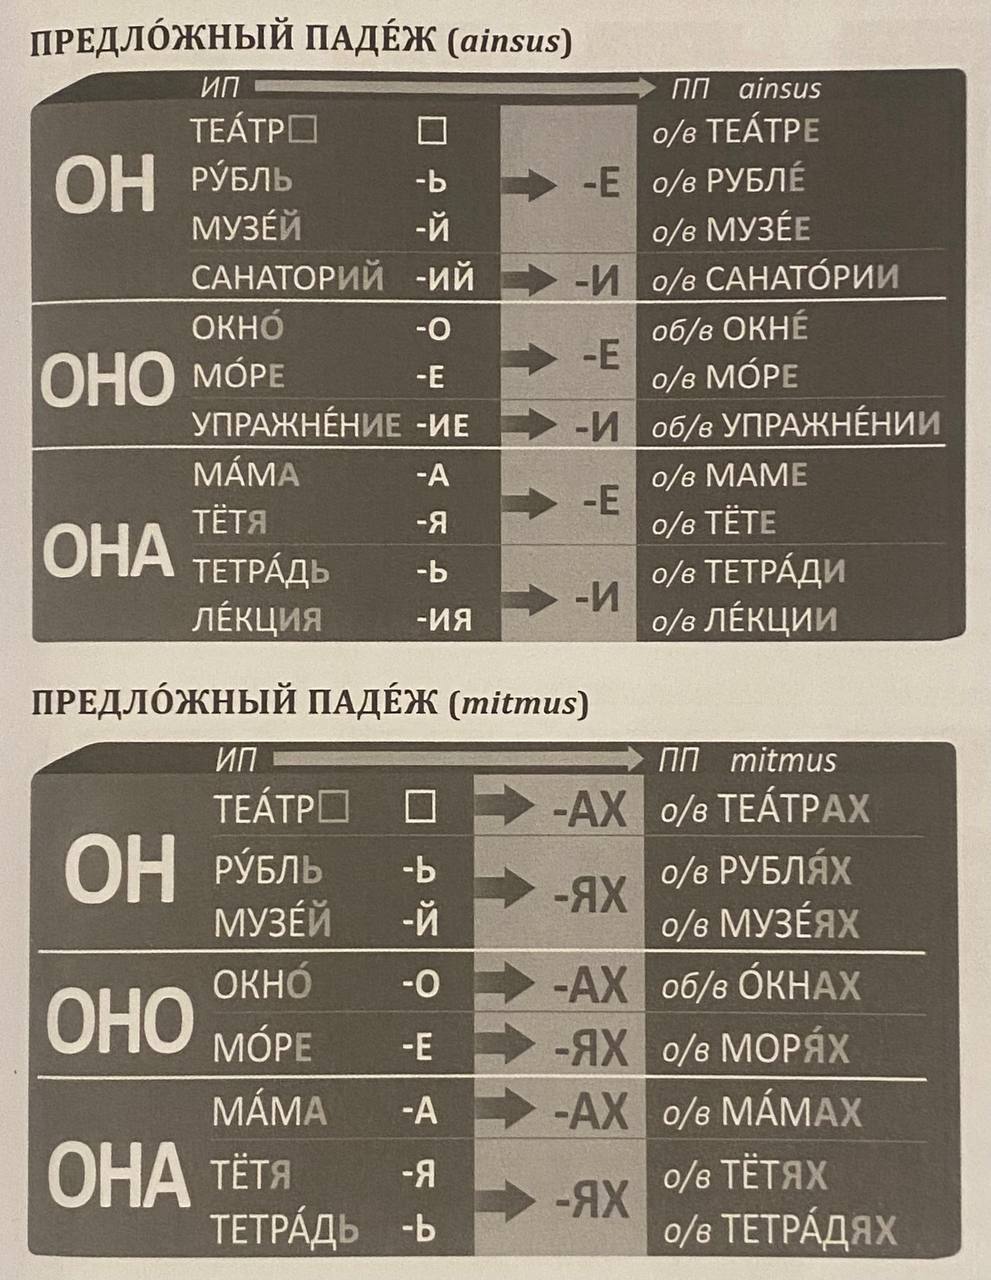 ПРЕДЛО́ЖНЫЙ ПАДЕ́Ж (ainsus)
ИП ПП ainsus
ОН
ТЕА́ТР□ □ о/в ТЕА́ТРЕ
РУ́БЛЬ -Ь -Е о/в РУБЛЕ́
МУЗЕ́Й -Й о/в МУЗЕ́Е
САНАТОРИЙ -ИЙ -И о/в САНАТО́РИИ
ОНО
ОКНО́ -О об/в ОКНЕ́
МО́РЕ -Е -Е о/в МО́РЕ
УПРАЖНЕ́НИЕ -ИЕ -И об/в УПРАЖНЕ́НИИ
ОНА
МА́МА -А о/в МАМЕ
ТЁТЯ -Я -Е о/в ТЁТЕ
ТЕТРА́ДЬ -Ь о/в ТЕТРА́ДИ
ЛЕ́КЦИЯ -ИЯ -И о/в ЛЕ́КЦИИ
ПРЕДЛО́ЖНЫЙ ПАДЕ́Ж (mitmus)
ИП ПП mitmus
ОН
ТЕА́ТР□ □ -АХ о/в ТЕА́ТРАХ
РУ́БЛЬ -Ь -ЯХ о/в РУБЛЯ́Х
МУЗЕ́Й -Й о/в МУЗЕ́ЯХ
ОНО
ОКНО́ -О -АХ об/в О́КНАХ
МО́РЕ -Е -ЯХ о/в МОРЯ́Х
ОНА
МА́МА -А -АХ о/в МА́МАХ
ТЁТЯ -Я -ЯХ о/в ТЁТЯХ
ТЕТРА́ДЬ -Ь о/в ТЕТРА́ДЯХ